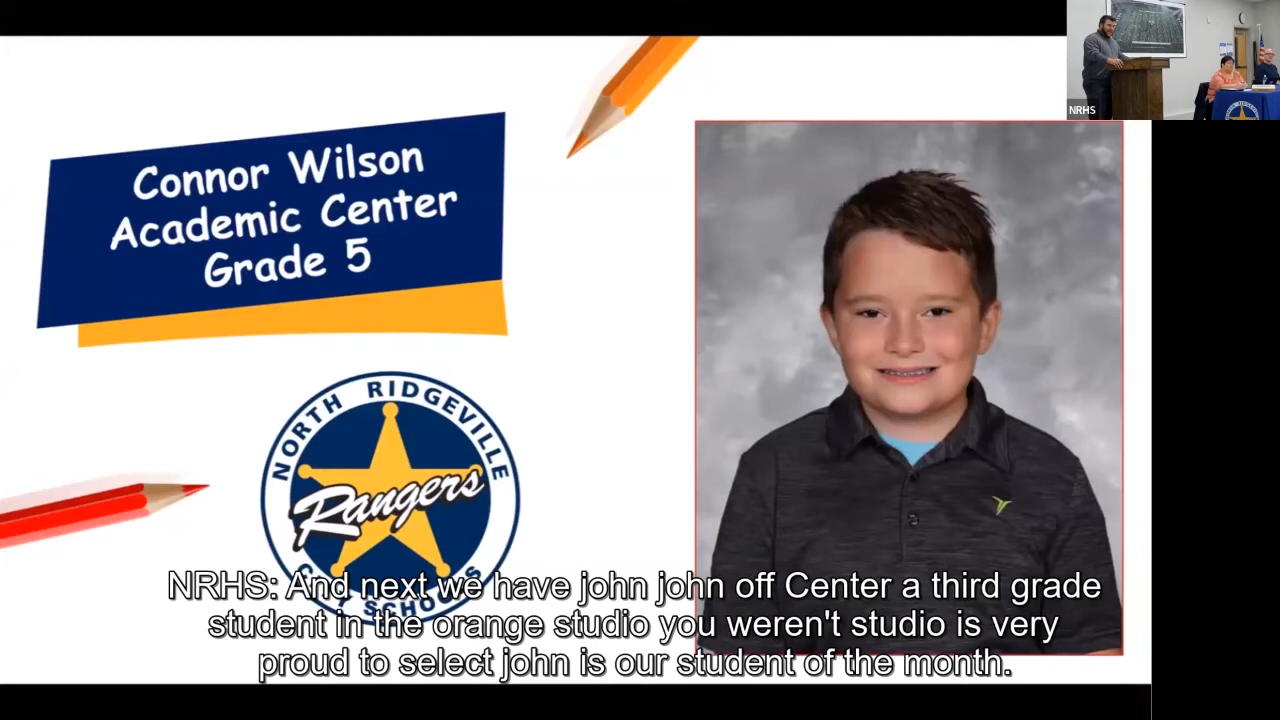 Connor Wilson
Academic Center
Grade 5
NRHS
NORTH RIDGEVILLE
Rangers
CITY SCHOOLS
NRHS: And next we have john john off Center a third grade
student in the orange studio you weren't studio is very
proud to select john is our student of the month.